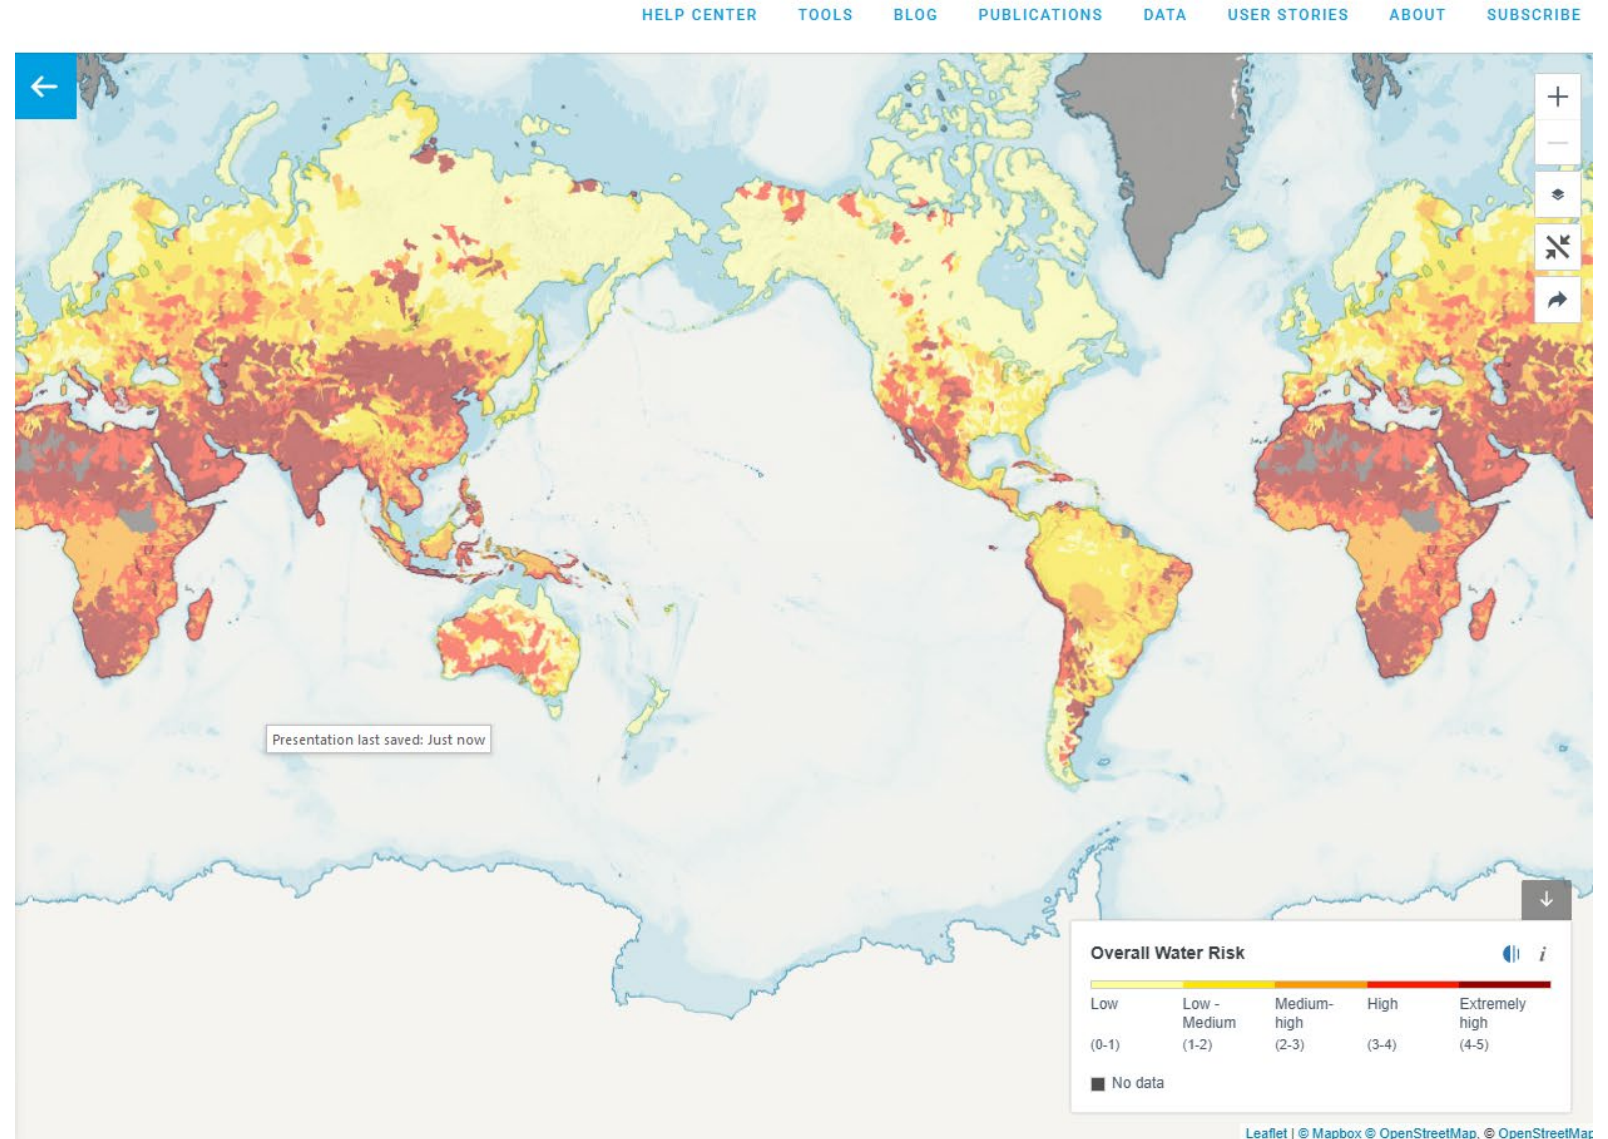 HELP CENTER TOOLS BLOG PUBLICATIONS DATA USER STORIES ABOUT SUBSCRIBE
Presentation last saved: Just now
Overall Water Risk
Low Low - Medium- High Extremely
Medium high high
(0-1) (1-2) (2-3) (3-4) (4-5)
No data
Leaflet | © Mapbox © OpenStreetMap, © OpenStreetMap